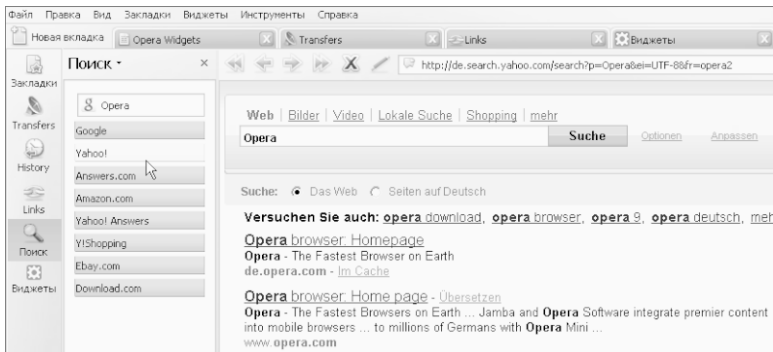 Файл Правка Вид Закладки Виджеты Инструменты Справка
Новая вкладка Opera Widgets Transfers Links Виджеты
Закладки
Transfers
History
Links
Поиск
Виджеты
Поиск
Opera
Google
Yahoo!
Answers.com
Amazon.com
Yahoo! Answers
Y!Shopping
Ebay.com
Download.com
http://de.search.yahoo.com/search?p=Opera&ei=UTF-8&fr=opera2
Web | Bilder | Video | Lokale Suche | Shopping | mehr
Opera Suche Optionen Anpassen
Suche: Das Web Seiten auf Deutsch
Versuchen Sie auch: opera download, opera browser, opera 9, opera deutsch, meh
Opera browser: Homepage
Opera - The Fastest Browser on Earth
de.opera.com - Im Cache
Opera browser: Home page - Übersetzen
Opera - The Fastest Browsers on Earth ... Jamba and Opera Software integrate premier content
into mobile browsers ... to millions of Germans with Opera Mini ...
www.opera.com